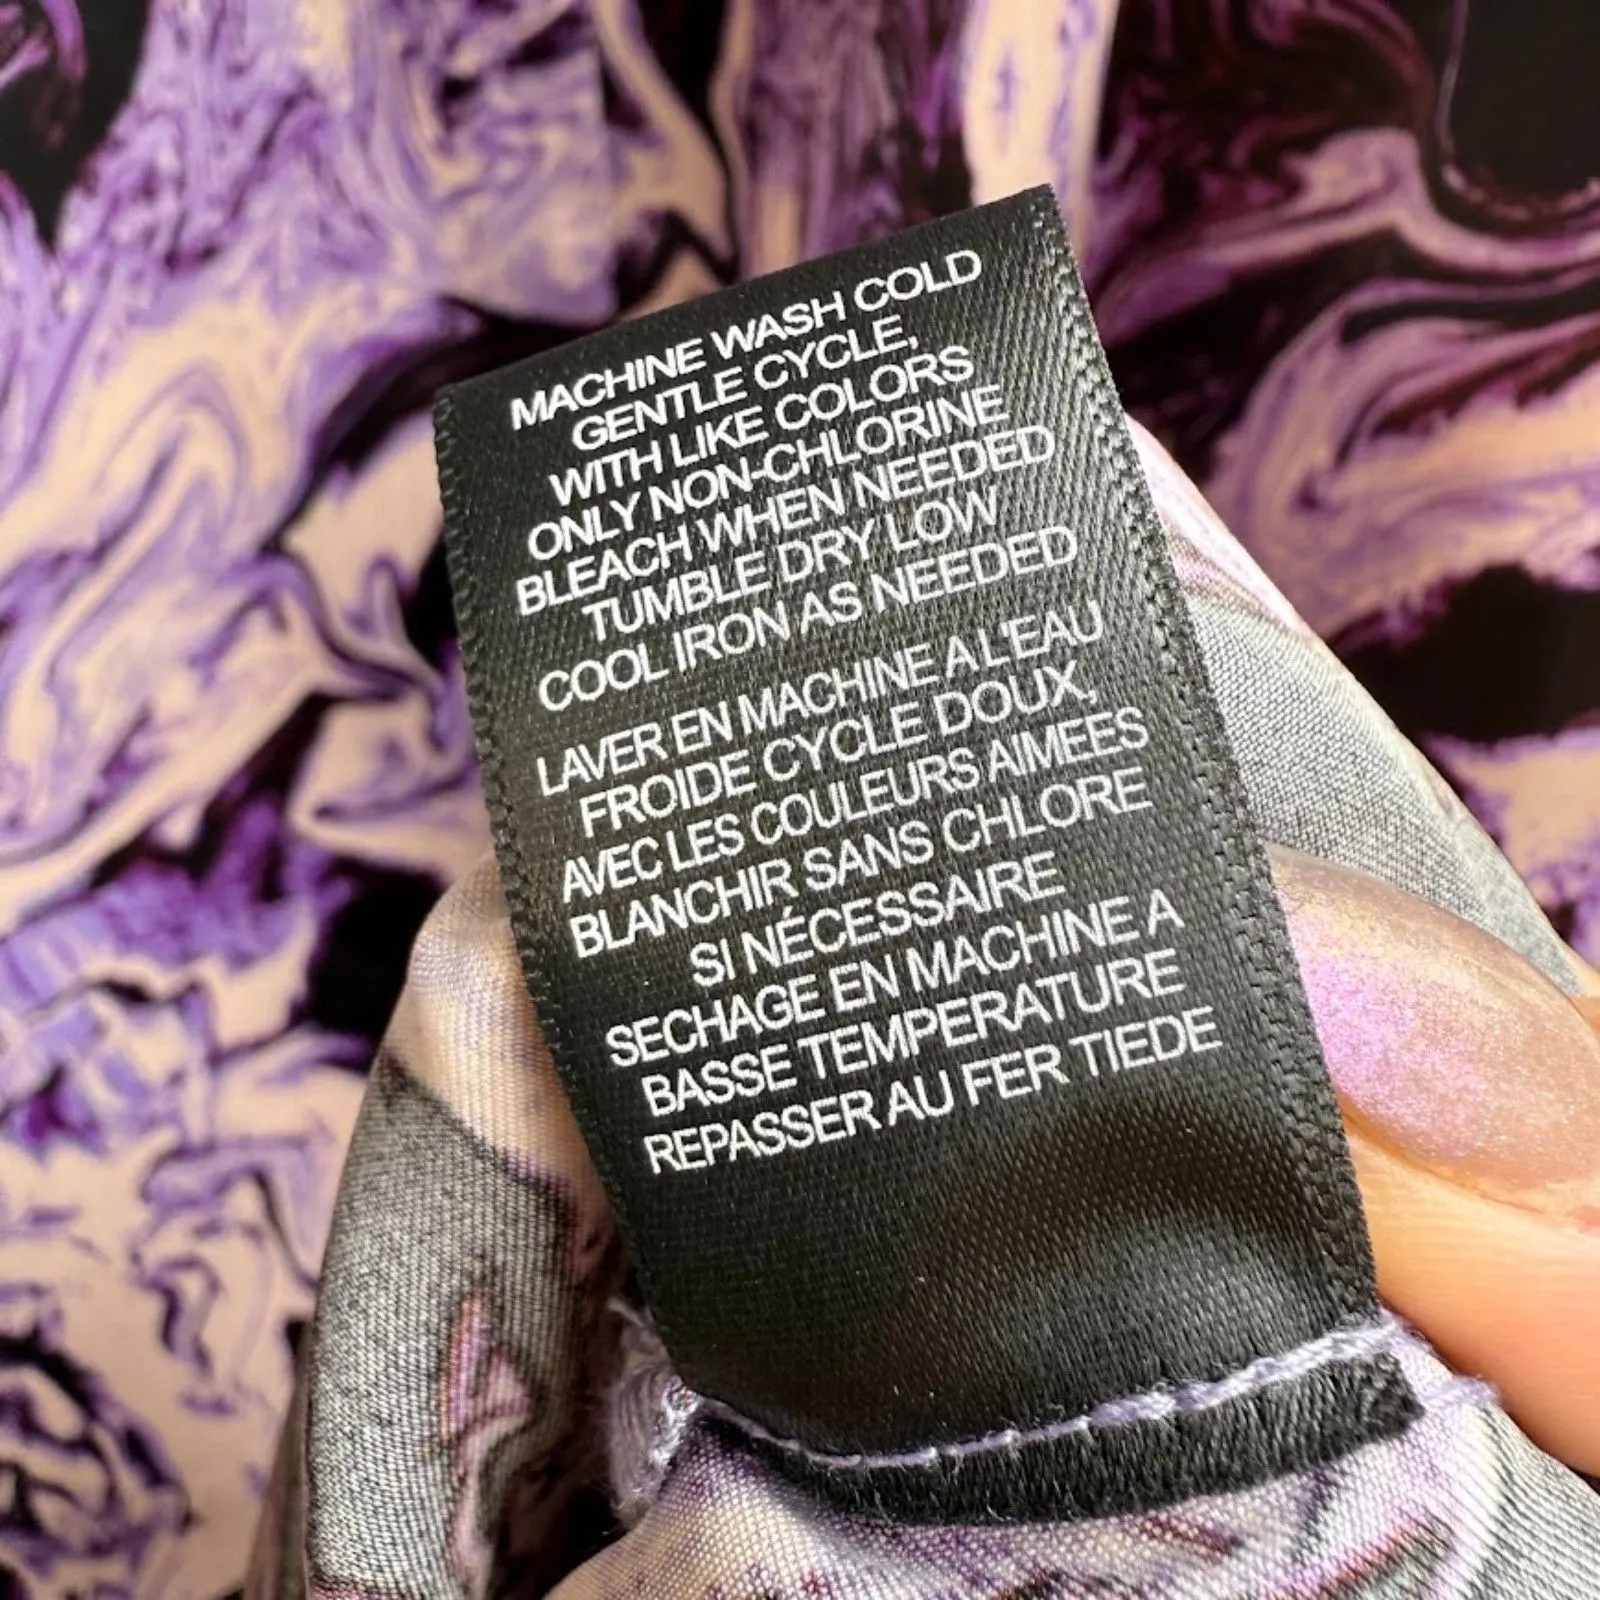 MACHINE WASH COLD
GENTLE CYCLE,
WITH LIKE COLORS
ONLY NON-CHLORINE
BLEACH WHEN NEEDED
TUMBLE DRY LOW
COOL IRON AS NEEDED
LAVER EN MACHINE A L'EAU
FROIDE CYCLE DOUX,
AVEC LES COULEURS AIMEES
BLANCHIR SANS CHLORE
SI NÉCESSAIRE
SECHAGE EN MACHINE A
BASSE TEMPERATURE
REPASSER AU FER TIEDE